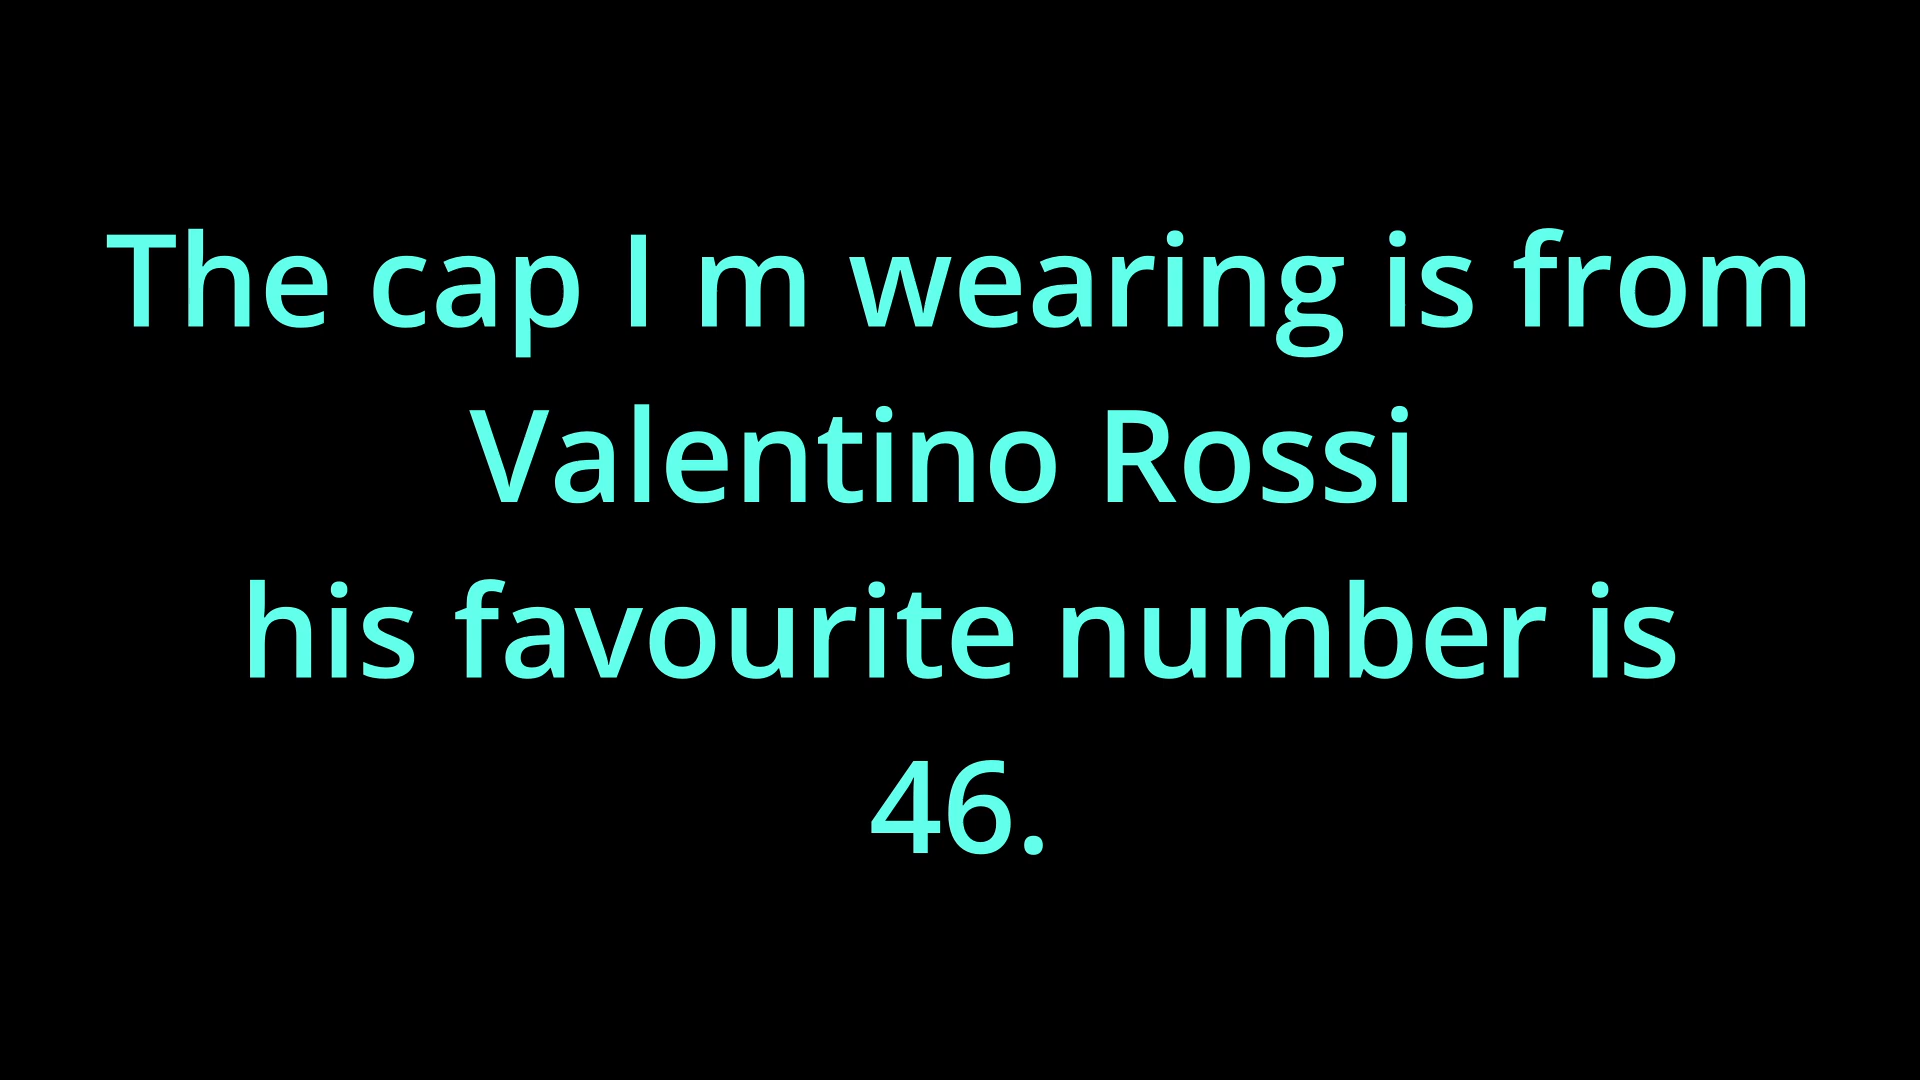 The cap I m wearing is from
Valentino Rossi
his favourite number is
46.